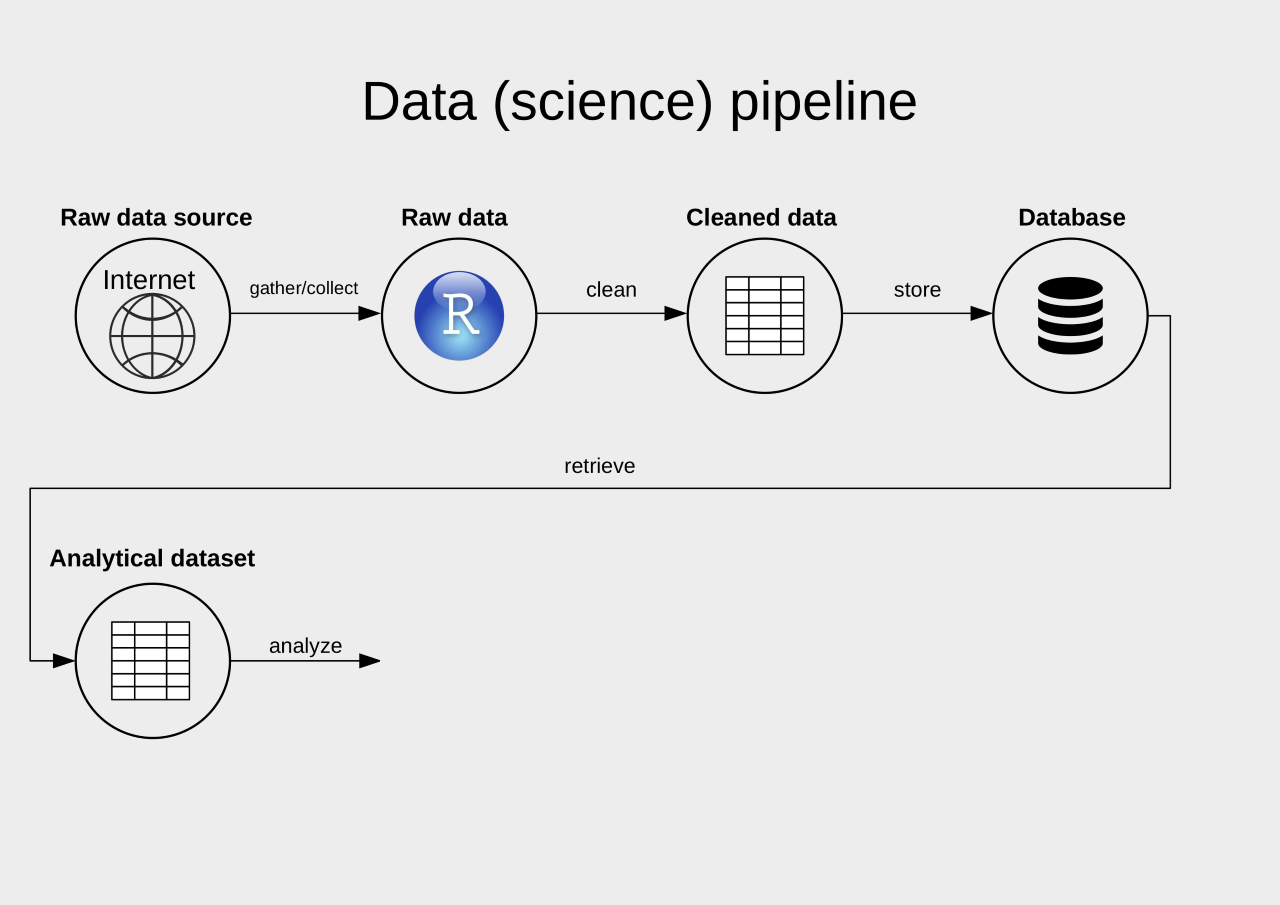 Data (science) pipeline
Raw data source
Raw data
Cleaned data
Database
Internet
gather/collect
R
clean
store
retrieve
Analytical dataset
analyze